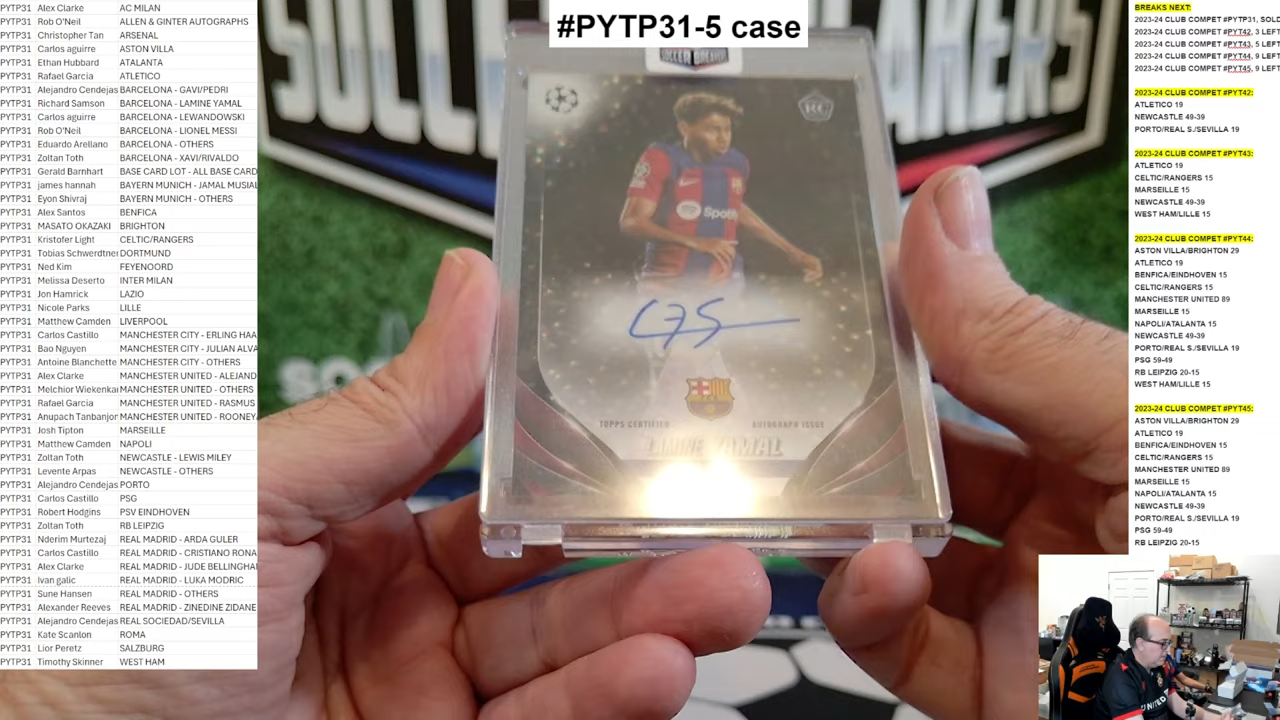 #PYTP31-5 case
PYTP31 Alex Clarke AC MILAN
PYTP31 Rob O'Neil ALLEN & GINTER AUTOGRAPHS
PYTP31 Christopher Tan ARSENAL
PYTP31 Carlos aguirre ASTON VILLA
PYTP31 Ethan Hubbard ATALANTA
PYTP31 Rafael Garcia ATLETICO
PYTP31 Alejandro Cendejas BARCELONA - GAVI/PEDRI
PYTP31 Richard Samson BARCELONA - LAMINE YAMAL
PYTP31 Carlos aguirre BARCELONA - LEWANDOWSKI
PYTP31 Rob O'Neil BARCELONA - LIONEL MESSI
PYTP31 Eduardo Arellano BARCELONA - OTHERS
PYTP31 Zoltan Toth BARCELONA - XAVI/RIVALDO
PYTP31 Gerald Barnhart BASE CARD LOT - ALL BASE CARD
PYTP31 james hannah BAYERN MUNICH - JAMAL MUSIAL
PYTP31 Eyon Shivraj BAYERN MUNICH - OTHERS
PYTP31 Alex Santos BENFICA
PYTP31 MASATO OKAZAKI BRIGHTON
PYTP31 Kristofer Light CELTIC/RANGERS
PYTP31 Tobias Schwerdtner DORTMUND
PYTP31 Ned Kim FEYENOORD
PYTP31 Melissa Deserto INTER MILAN
PYTP31 Jon Hamrick LAZIO
PYTP31 Nicole Parks LILLE
PYTP31 Matthew Camden LIVERPOOL
PYTP31 Carlos Castillo MANCHESTER CITY - ERLING HAA
PYTP31 Bao Nguyen MANCHESTER CITY - JULIAN ALVA
PYTP31 Antoine Blanchette MANCHESTER CITY - OTHERS
PYTP31 Alex Clarke MANCHESTER UNITED - ALEJAND
PYTP31 Melchior Wiekenka MANCHESTER UNITED - OTHERS
PYTP31 Rafael Garcia MANCHESTER UNITED - RASMUS
PYTP31 Anupach Tanbanjor MANCHESTER UNITED - ROONEY
PYTP31 Josh Tipton MARSEILLE
PYTP31 Matthew Camden NAPOLI
PYTP31 Zoltan Toth NEWCASTLE - LEWIS MILEY
PYTP31 Levente Arpas NEWCASTLE - OTHERS
PYTP31 Alejandro Cendejas PORTO
PYTP31 Carlos Castillo PSG
PYTP31 Robert Hodgins PSV EINDHOVEN
PYTP31 Zoltan Toth RB LEIPZIG
PYTP31 Nderim Murtezaj REAL MADRID - ARDA GULER
PYTP31 Carlos Castillo REAL MADRID - CRISTIANO RONA
PYTP31 Alex Clarke REAL MADRID - JUDE BELLINGHA
PYTP31 Ivan galic REAL MADRID - LUKA MODRIC
PYTP31 Sune Hansen REAL MADRID - OTHERS
PYTP31 Alexander Reeves REAL MADRID - ZINEDINE ZIDANE
PYTP31 Alejandro Cendejas REAL SOCIEDAD/SEVILLA
PYTP31 Kate Scanlon ROMA
PYTP31 Lior Peretz SALZBURG
PYTP31 Timothy Skinner WEST HAM
SOCCER BREAKERS
RC
Spotify
TOPPS CERTIFIED AUTOGRAPH ISSUE
LAMINE YAMAL
BREAKS NEXT:
2023-24 CLUB COMPET #PYTP31, SOLD
2023-24 CLUB COMPET #PYT42, 3 LEFT
2023-24 CLUB COMPET #PYT43, 5 LEFT
2023-24 CLUB COMPET #PYT44, 9 LEFT
2023-24 CLUB COMPET #PYT45, 9 LEFT
2023-24 CLUB COMPET #PYT42:
ATLETICO 19
NEWCASTLE 49-39
PORTO/REAL S./SEVILLA 19
2023-24 CLUB COMPET #PYT43:
ATLETICO 19
CELTIC/RANGERS 15
MARSEILLE 15
NEWCASTLE 49-39
WEST HAM/LILLE 15
2023-24 CLUB COMPET #PYT44:
ASTON VILLA/BRIGHTON 29
ATLETICO 19
BENFICA/EINDHOVEN 15
CELTIC/RANGERS 15
MANCHESTER UNITED 89
MARSEILLE 15
NAPOLI/ATALANTA 15
NEWCASTLE 49-39
PORTO/REAL S./SEVILLA 19
PSG 59-49
RB LEIPZIG 20-15
WEST HAM/LILLE 15
2023-24 CLUB COMPET #PYT45:
ASTON VILLA/BRIGHTON 29
ATLETICO 19
BENFICA/EINDHOVEN 15
CELTIC/RANGERS 15
MANCHESTER UNITED 89
MARSEILLE 15
NAPOLI/ATALANTA 15
NEWCASTLE 49-39
PORTO/REAL S./SEVILLA 19
PSG 59-49
RB LEIPZIG 20-15